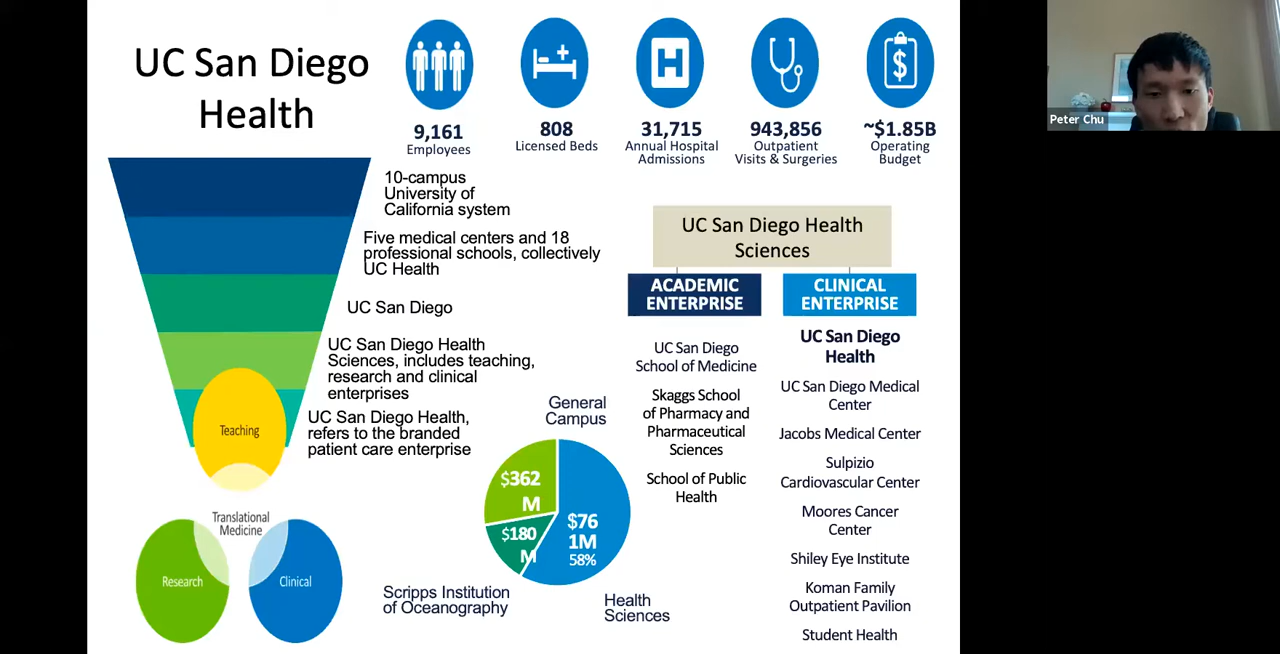 UC San Diego
Health
9,161
Employees
808
Licensed Beds
H
31,715
Annual Hospital
Admissions
943,856
Outpatient
Visits & Surgeries
$
~$1.85B
Operating
Budget
Peter Chu
10-campus
University of
California system
Five medical centers and 18
professional schools, collectively
UC Health
UC San Diego
UC San Diego Health
Sciences, includes teaching,
research and clinical
enterprises
UC San Diego Health,
refers to the branded
patient care enterprise
Teaching
Translational
Medicine
Research
Clinical
General
Campus
$362
M
$180
M
$76
1M
58%
Scripps Institution
of Oceanography
Health
Sciences
UC San Diego Health
Sciences
ACADEMIC
ENTERPRISE
UC San Diego
School of Medicine
Skaggs School
of Pharmacy and
Pharmaceutical
Sciences
School of Public
Health
CLINICAL
ENTERPRISE
UC San Diego
Health
UC San Diego Medical
Center
Jacobs Medical Center
Sulpizio
Cardiovascular Center
Moores Cancer
Center
Shiley Eye Institute
Koman Family
Outpatient Pavilion
Student Health